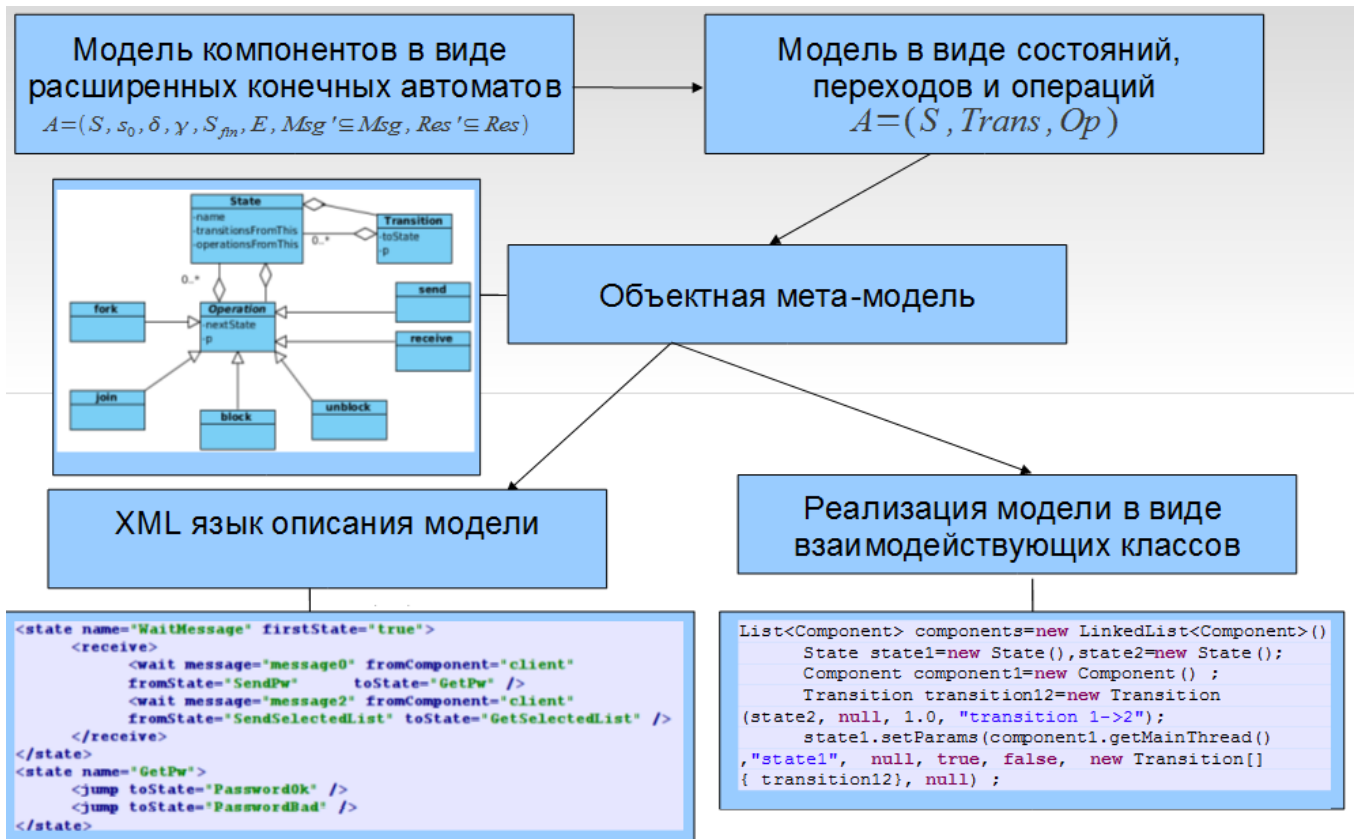 Модель компонентов в виде
расширенных конечных автоматов
A=(S, s₀, δ, γ, S_fin, E, Msg'⊆Msg, Res'⊆Res)
Модель в виде состояний,
переходов и операций
A=(S,Trans,Op)
State
-name
-transitionsFromThis
-operationsFromThis
Transition
-toState
-p
0..*
0..*
Operation
-nextState
-p
fork
send
receive
join
block
unblock
Объектная мета-модель
XML язык описания модели
Реализация модели в виде
взаимодействующих классов
<state name="WaitMessage" firstState="true">
<receive>
<wait message="message0" fromComponent="client"
fromState="SendPw" toState="GetPw" />
<wait message="message2" fromComponent="client"
fromState="SendSelectedList" toState="GetSelectedList" />
</receive>
</state>
<state name="GetPw">
<jump toState="PasswordOk" />
<jump toState="PasswordBad" />
</state>
List<Component> components=new LinkedList<Component>()
State state1=new State(),state2=new State();
Component component1=new Component() ;
Transition transition12=new Transition
(state2, null, 1.0, "transition 1->2");
state1.setParams(component1.getMainThread()
,"state1", null, true, false, new Transition[]
{ transition12}, null) ;